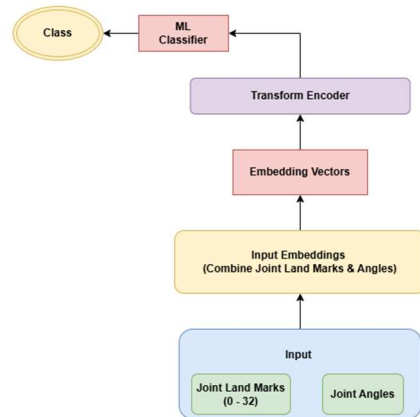 Class
ML
Classifier
Transform Encoder
Embedding Vectors
Input Embeddings
(Combine Joint Land Marks & Angles)
Input
Joint Land Marks
(0 - 32)
Joint Angles